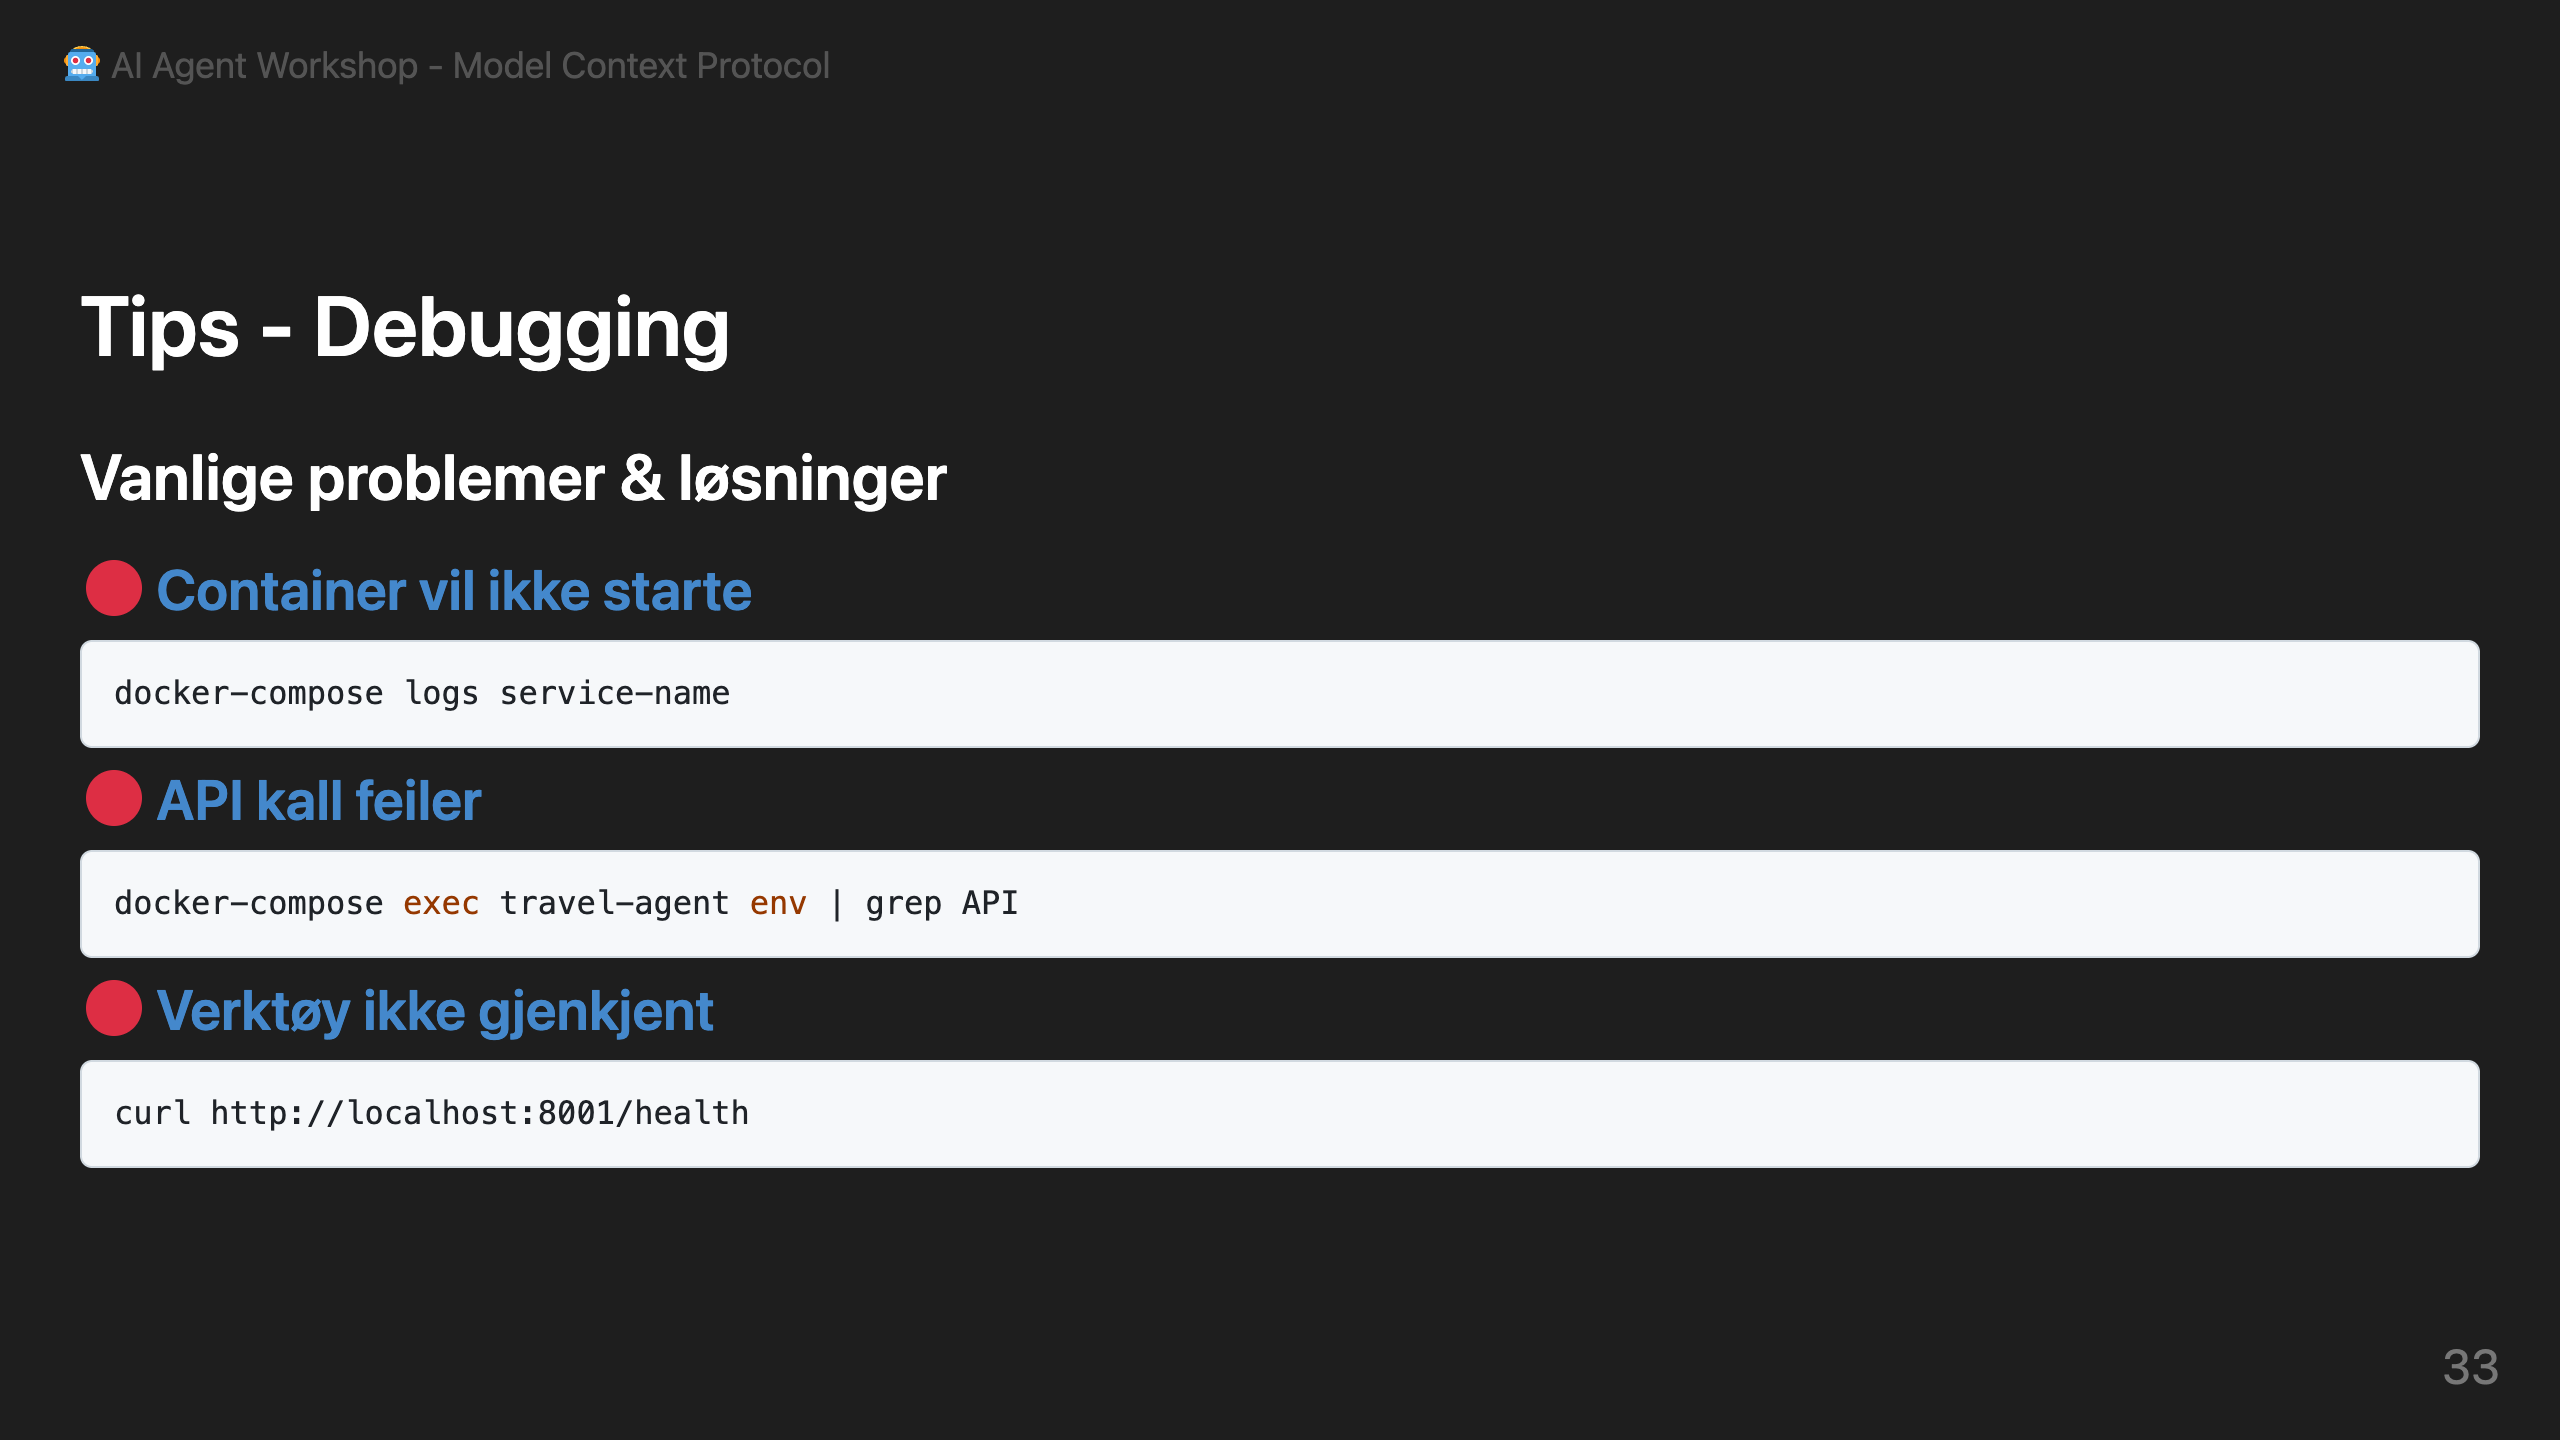 AI Agent Workshop - Model Context Protocol
Tips - Debugging
Vanlige problemer & løsninger
Container vil ikke starte
docker-compose logs service-name
API kall feiler
docker-compose exec travel-agent env | grep API
Verktøy ikke gjenkjent
curl http://localhost:8001/health
33